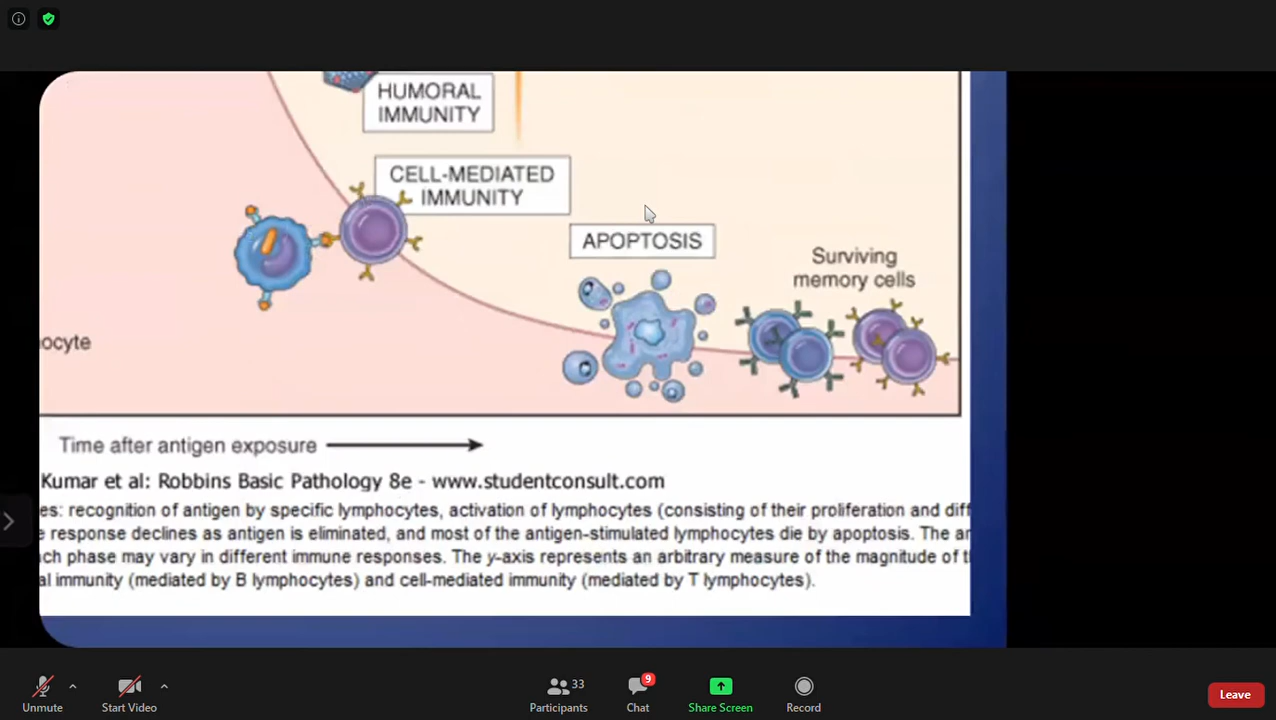 HUMORAL
IMMUNITY
CELL-MEDIATED
IMMUNITY
APOPTOSIS
Surviving
memory cells
ocyte
Time after antigen exposure
Kumar et al: Robbins Basic Pathology 8e - www.studentconsult.com
es: recognition of antigen by specific lymphocytes, activation of lymphocytes (consisting of their proliferation and diff
e response declines as antigen is eliminated, and most of the antigen-stimulated lymphocytes die by apoptosis. The an
ch phase may vary in different immune responses. The y-axis represents an arbitrary measure of the magnitude of t
al immunity (mediated by B lymphocytes) and cell-mediated immunity (mediated by T lymphocytes).
Unmute
Start Video
33
Participants
9
Chat
Share Screen
Record
Leave